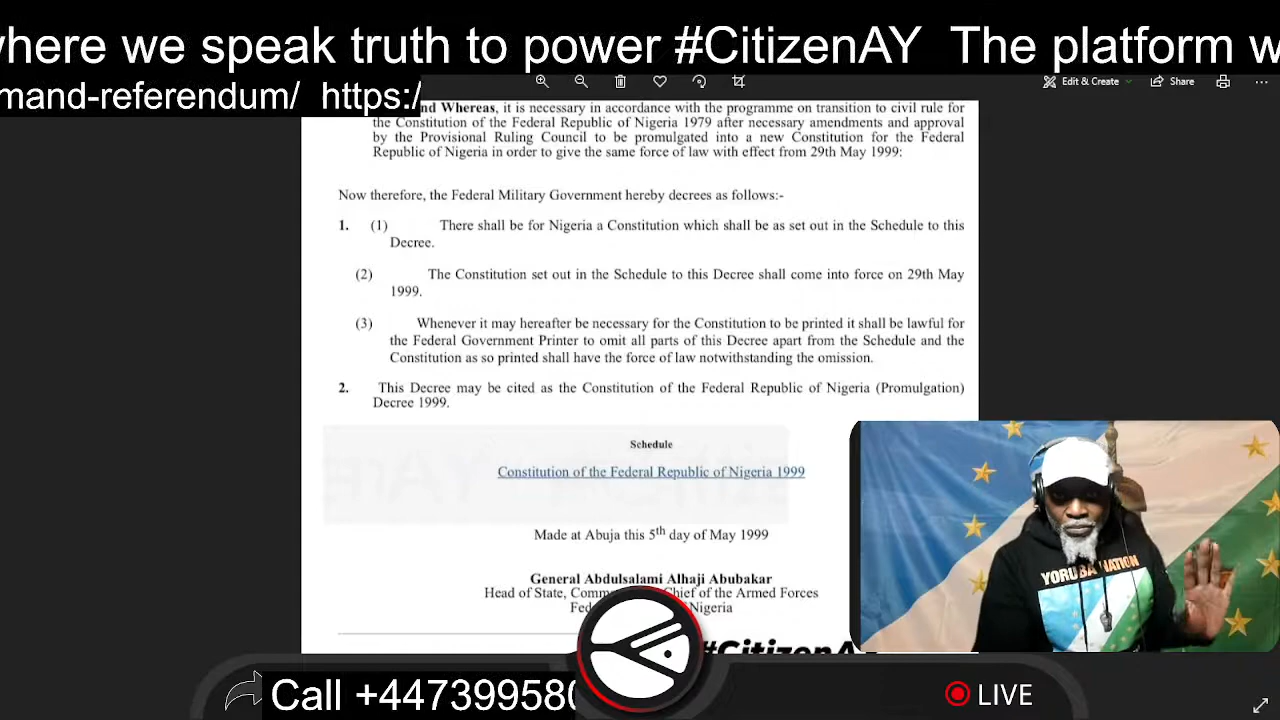 where we speak truth to power #CitizenAY The platform w
mand-referendum/ https:/
Edit & Create
Share
nd Whereas, it is necessary in accordance with the programme on transition to civil rule for
the Constitution of the Federal Republic of Nigeria 1979 after necessary amendments and approval
by the Provisional Ruling Council to be promulgated into a new Constitution for the Federal
Republic of Nigeria in order to give the same force of law with effect from 29th May 1999:
Now therefore, the Federal Military Government hereby decrees as follows:-
1. (1) There shall be for Nigeria a Constitution which shall be as set out in the Schedule to this
Decree.
(2) The Constitution set out in the Schedule to this Decree shall come into force on 29th May
1999.
(3) Whenever it may hereafter be necessary for the Constitution to be printed it shall be lawful for
the Federal Government Printer to omit all parts of this Decree apart from the Schedule and the
Constitution as so printed shall have the force of law notwithstanding the omission.
2. This Decree may be cited as the Constitution of the Federal Republic of Nigeria (Promulgation)
Decree 1999.
Schedule
Constitution of the Federal Republic of Nigeria 1999
Made at Abuja this 5th day of May 1999
General Abdulsalami Alhaji Abubakar
Head of State, Comm Chief of the Armed Forces
Fed Nigeria
YORUBA NATION
#CitizenAY
Call +447399580
LIVE